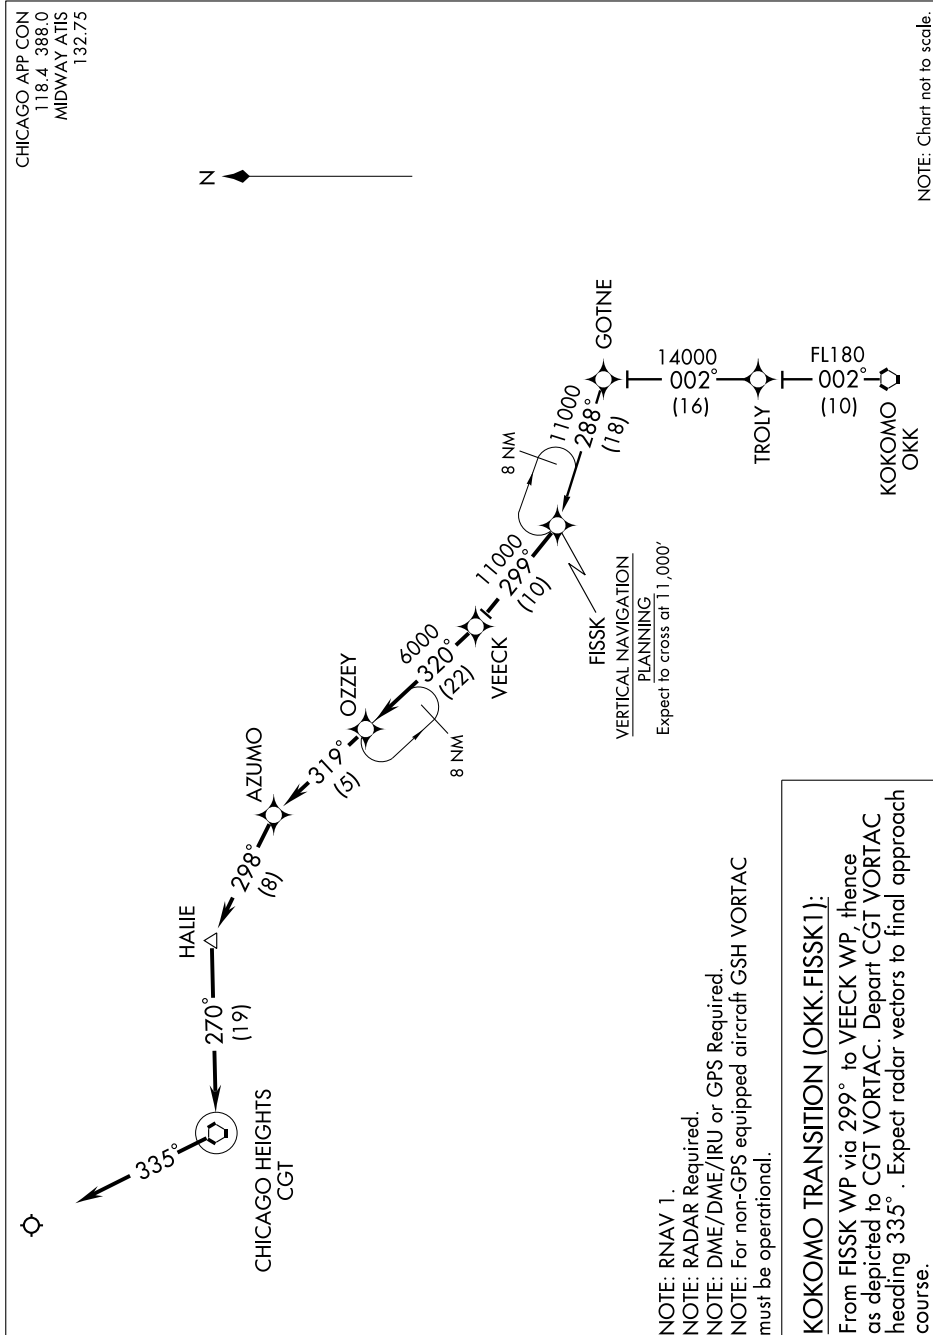 CHICAGO APP CON
118.4 388.0
MIDWAY ATIS
132.75
N
335°
CHICAGO HEIGHTS
CGT
270°
(19)
HALIE
298°
(8)
AZUMO
319°
(5)
OZZEY
8 NM
6000
320°
(22)
VEECK
11000
299°
(10)
FISSK
VERTICAL NAVIGATION
PLANNING
Expect to cross at 11,000'
8 NM
11000
288°
(18)
GOTNE
14000
002°
(16)
TROLY
FL180
002°
(10)
KOKOMO
OKK
NOTE: RNAV 1.
NOTE: RADAR Required.
NOTE: DME/DME/IRU or GPS Required.
NOTE: For non-GPS equipped aircraft GSH VORTAC
must be operational.
KOKOMO TRANSITION (OKK.FISSK1):
From FISSK WP via 299° to VEECK WP, thence
as depicted to CGT VORTAC. Depart CGT VORTAC
heading 335°. Expect radar vectors to final approach
course.
NOTE: Chart not to scale.